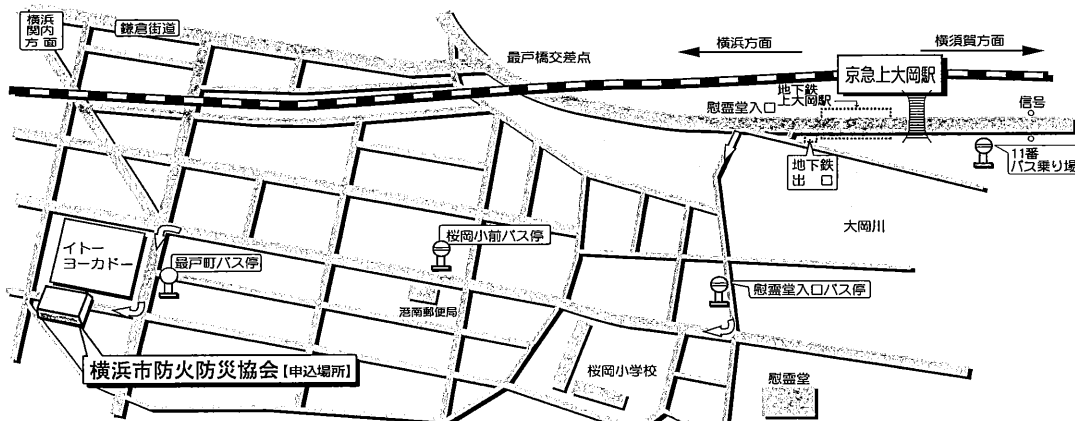 横浜
関内
方面
鎌倉街道
最戸橋交差点
横浜方面
横須賀方面
京急上大岡駅
地下鉄
上大岡駅
慰霊堂入口
信号
地下鉄
出口
11番
バス乗り場
大岡川
イトー
ヨーカドー
最戸町バス停
桜岡小前バス停
港南郵便局
慰霊堂入口バス停
桜岡小学校
慰霊堂
横浜市防火防災協会[申込場所]